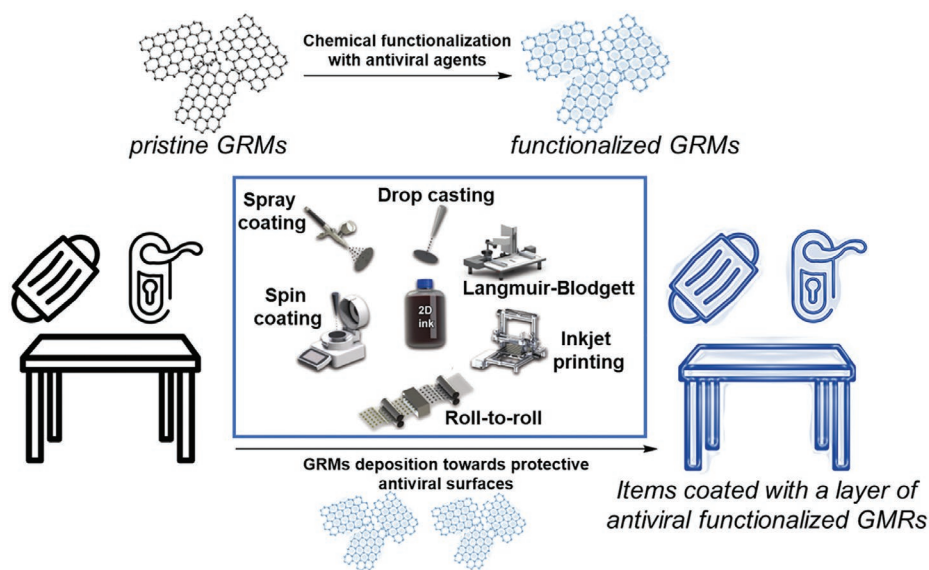 Chemical functionalization
with antiviral agents
pristine GRMs
functionalized GRMs
Spray
coating
Drop casting
Langmuir-Blodgett
Spin
coating
2D
ink
Inkjet
printing
Roll-to-roll
GRMs deposition towards protective
antiviral surfaces
Items coated with a layer of
antiviral functionalized GMRs